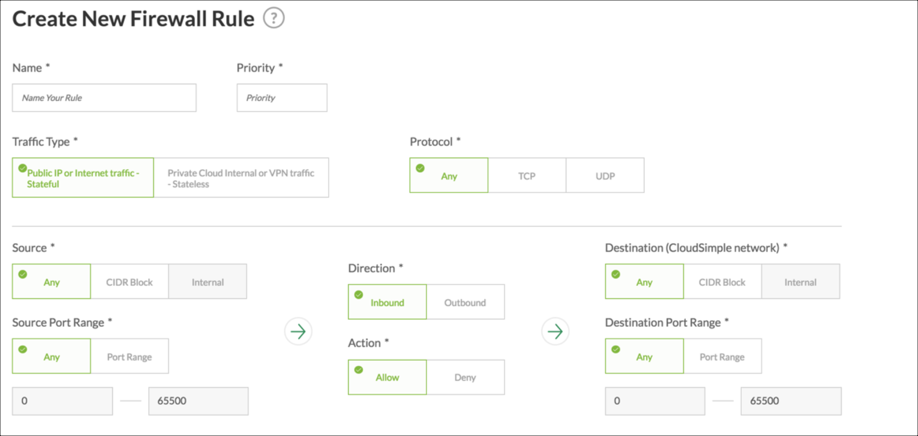 Create New Firewall Rule ?
Name * Priority *
Name Your Rule Priority
Traffic Type * Protocol *
Public IP or Internet traffic - Stateful Private Cloud Internal or VPN traffic - Stateless Any TCP UDP
Source * Destination (CloudSimple network) *
Any CIDR Block Internal Direction * Any CIDR Block Internal
Inbound Outbound
Source Port Range * Destination Port Range *
Action *
Any Port Range Any Port Range
Allow Deny
0 65500 0 65500